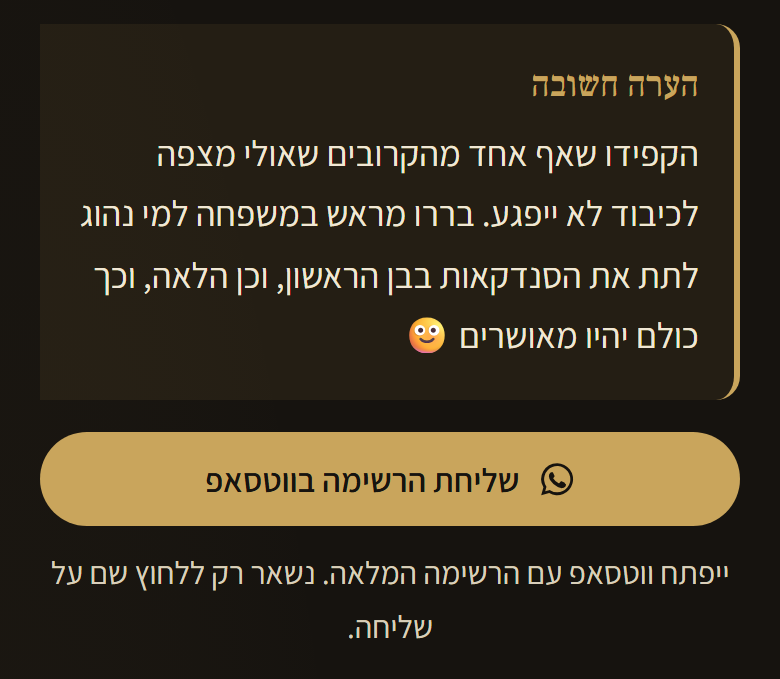 הערה חשובה
הקפידו שאף אחד מהקרובים שאולי מצפה
לכיבוד לא ייפגע. בררו מראש במשפחה למי נהוג
לתת את הסנדקאות בבן הראשון, וכן הלאה, וכך
כולם יהיו מאושרים 🙂
שליחת הרשימה בווטסאפ
ייפתח ווטסאפ עם הרשימה המלאה. נשאר רק ללחוץ שם על
שליחה.